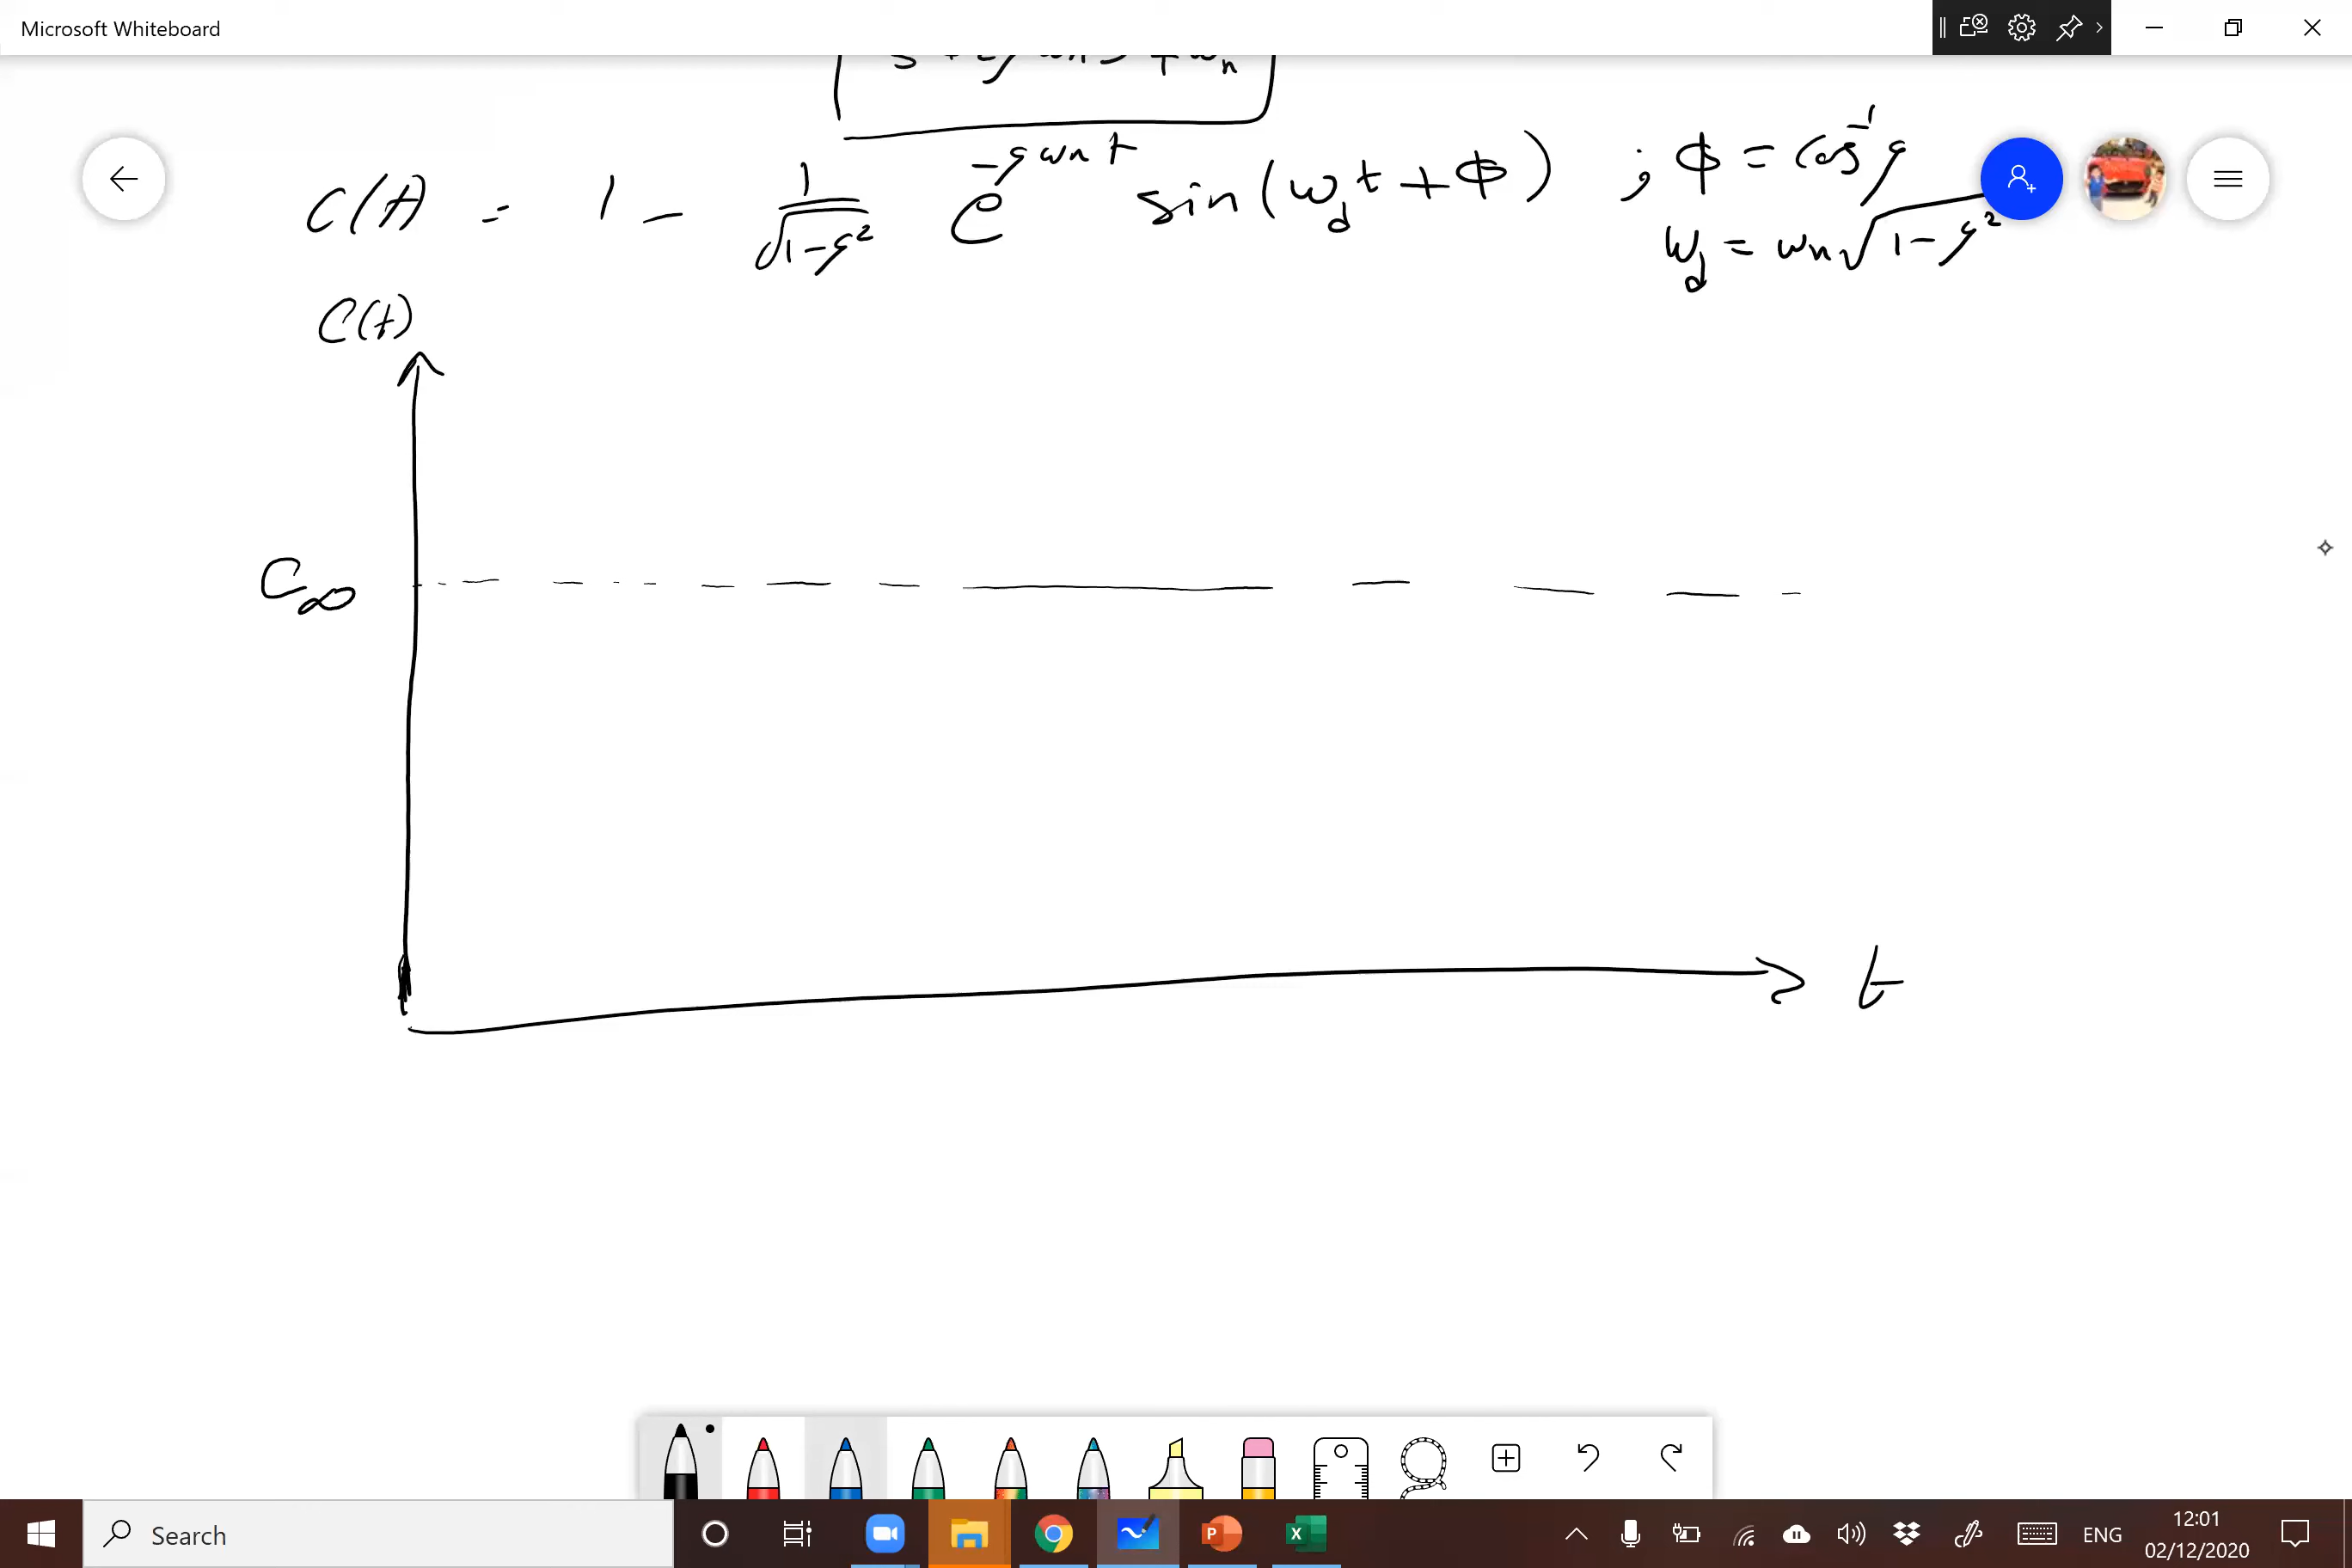 Microsoft Whiteboard
C(t) = 1 - 1/√(1-ζ²) e^(-ζωn t) sin(ωd t + Φ) ; Φ = Cos⁻¹ ζ
ωd = ωn√(1-ζ²)
C(t)
C∞
t
Search
ENG
12:01
02/12/2020